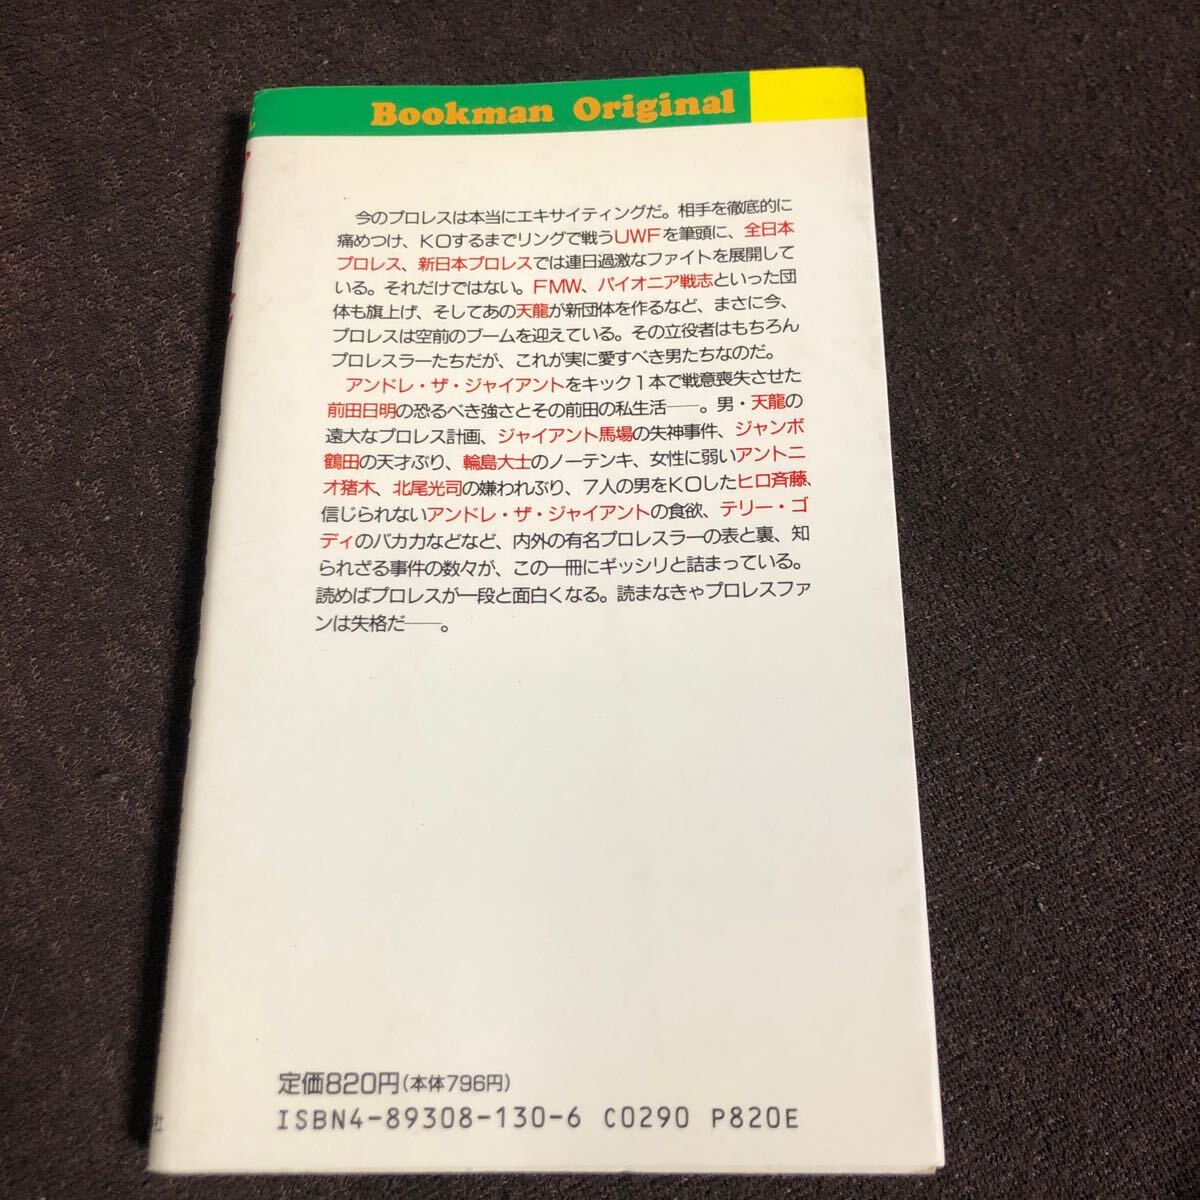 Bookman Original
今のプロレスは本当にエキサイティングだ。相手を徹底的に
痛めつけ、KOするまでリングで戦うUWFを筆頭に、全日本
プロレス、新日本プロレスでは連日過激なファイトを展開して
いる。それだけではない。FMW、パイオニア戦志といった団
体も旗上げ、そしてあの天龍が新団体を作るなど、まさに今、
プロレスは空前のブームを迎えている。その立役者はもちろん
プロレスラーたちだが、これが実に愛すべき男たちなのだ。
アンドレ・ザ・ジャイアントをキック1本で戦意喪失させた
前田日明の恐るべき強さとその前田の私生活——。男・天龍の
遠大なプロレス計画、ジャイアント馬場の失神事件、ジャンボ
鶴田の天才ぶり、輪島大士のノーテンキ、女性に弱いアントニ
オ猪木、北尾光司の嫌われぶり、7人の男をKOしたヒロ斉藤、
信じられないアンドレ・ザ・ジャイアントの食欲、テリー・ゴ
ディのバカ力などなど、内外の有名プロレスラーの表と裏、知
られざる事件の数々が、この一冊にギッシリと詰まっている。
読めばプロレスが一段と面白くなる。読まなきゃプロレスファ
ンは失格だ——。
定価820円(本体796円)
ISBN4-89308-130-6 C0290 P820E
社